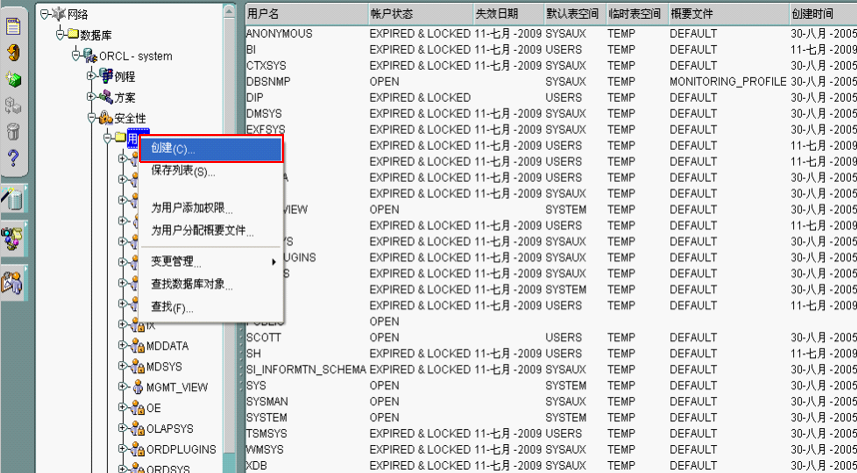 网络
数据库
ORCL - system
例程
方案
安全性
用
创建(C)...
保存列表(S)...
为用户添加权限...
为用户分配概要文件...
变更管理...
查找数据库对象...
查找(F)...
IX
MDDATA
MDSYS
MGMT_VIEW
OE
OLAPSYS
ORDPLUGINS
ORDSYS
用户名 帐户状态 失效日期 默认表空间 临时表空间 概要文件 创建时间
ANONYMOUS EXPIRED & LOCKED 11-七月 -2009 SYSAUX TEMP DEFAULT 30-八月 -2005
BI EXPIRED & LOCKED 11-七月 -2009 USERS TEMP DEFAULT 11-七月 -2009
CTXSYS EXPIRED & LOCKED 11-七月 -2009 SYSAUX TEMP DEFAULT 30-八月 -2005
DBSNMP OPEN SYSAUX TEMP MONITORING_PROFILE 30-八月 -2005
DIP EXPIRED & LOCKED USERS TEMP DEFAULT 30-八月 -2005
DMSYS EXPIRED & LOCKED 11-七月 -2009 SYSAUX TEMP DEFAULT 30-八月 -2005
EXFSYS EXPIRED & LOCKED 11-七月 -2009 SYSAUX TEMP DEFAULT 30-八月 -2005
EXPIRED & LOCKED 11-七月 -2009 USERS TEMP DEFAULT 11-七月 -2009
EXPIRED & LOCKED 11-七月 -2009 USERS TEMP DEFAULT 11-七月 -2009
A EXPIRED & LOCKED 11-七月 -2009 USERS TEMP DEFAULT 30-八月 -2005
EXPIRED & LOCKED 11-七月 -2009 SYSAUX TEMP DEFAULT 30-八月 -2005
VIEW OPEN SYSTEM TEMP DEFAULT 30-八月 -2005
EXPIRED & LOCKED 11-七月 -2009 USERS TEMP DEFAULT 11-七月 -2009
YS EXPIRED & LOCKED 11-七月 -2009 SYSAUX TEMP DEFAULT 30-八月 -2005
UGINS EXPIRED & LOCKED 11-七月 -2009 SYSAUX TEMP DEFAULT 30-八月 -2005
S EXPIRED & LOCKED 11-七月 -2009 SYSAUX TEMP DEFAULT 30-八月 -2005
EXPIRED & LOCKED 11-七月 -2009 SYSTEM TEMP DEFAULT 30-八月 -2005
EXPIRED & LOCKED 11-七月 -2009 USERS TEMP DEFAULT 11-七月 -2009
PUBLIC OPEN
SCOTT OPEN USERS TEMP DEFAULT 30-八月 -2005
SH EXPIRED & LOCKED 11-七月 -2009 USERS TEMP DEFAULT 11-七月 -2009
SI_INFORMTN_SCHEMA EXPIRED & LOCKED 11-七月 -2009 SYSAUX TEMP DEFAULT 30-八月 -2005
SYS OPEN SYSTEM TEMP DEFAULT 30-八月 -2005
SYSMAN OPEN SYSAUX TEMP DEFAULT 30-八月 -2005
SYSTEM OPEN SYSTEM TEMP DEFAULT 30-八月 -2005
TSMSYS EXPIRED & LOCKED 11-七月 -2009 USERS TEMP DEFAULT 30-八月 -2005
WMSYS EXPIRED & LOCKED 11-七月 -2009 SYSAUX TEMP DEFAULT 30-八月 -2005
XDB EXPIRED & LOCKED 11-七月 -2009 SYSAUX TEMP DEFAULT 30-八月 -2005